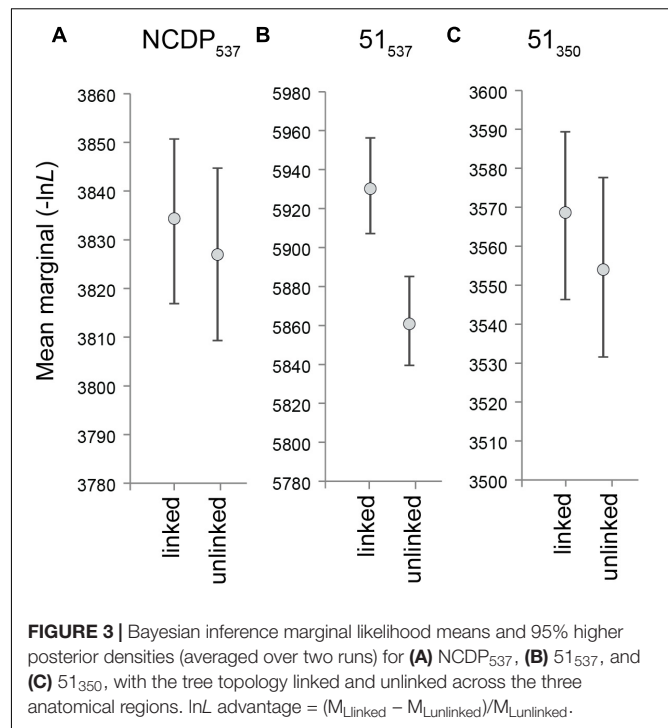 A NCDP537 B 51537 C 51350
Mean marginal (-lnL)
3860
3850
3840
3830
3820
3810
3800
3790
3780
linked
unlinked
5980
5960
5940
5920
5900
5880
5860
5840
5820
5800
5780
linked
unlinked
3600
3590
3580
3570
3560
3550
3540
3530
3520
3510
3500
linked
unlinked
FIGURE 3 | Bayesian inference marginal likelihood means and 95% higher
posterior densities (averaged over two runs) for (A) NCDP537, (B) 51537, and
(C) 51350, with the tree topology linked and unlinked across the three
anatomical regions. lnL advantage = (MLlinked – MLunlinked)/MLunlinked.